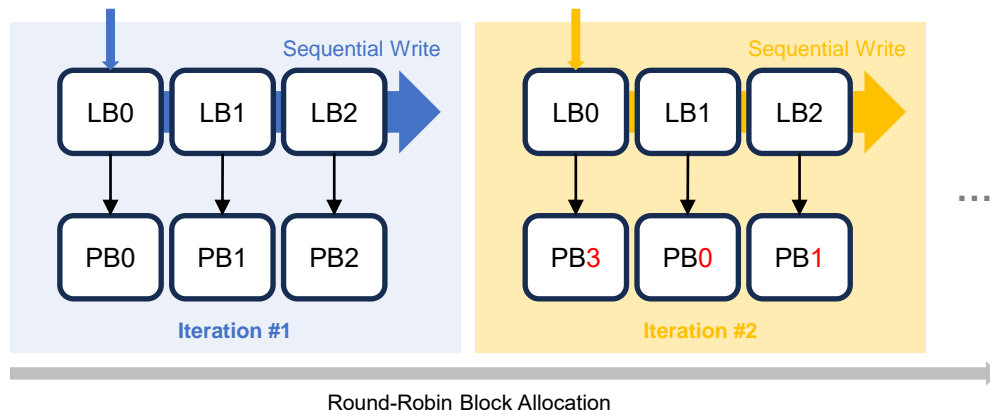 Sequential Write
LB0 LB1 LB2
PB0 PB1 PB2
Iteration #1
Sequential Write
LB0 LB1 LB2
PB3 PB0 PB1
Iteration #2
...
Round-Robin Block Allocation